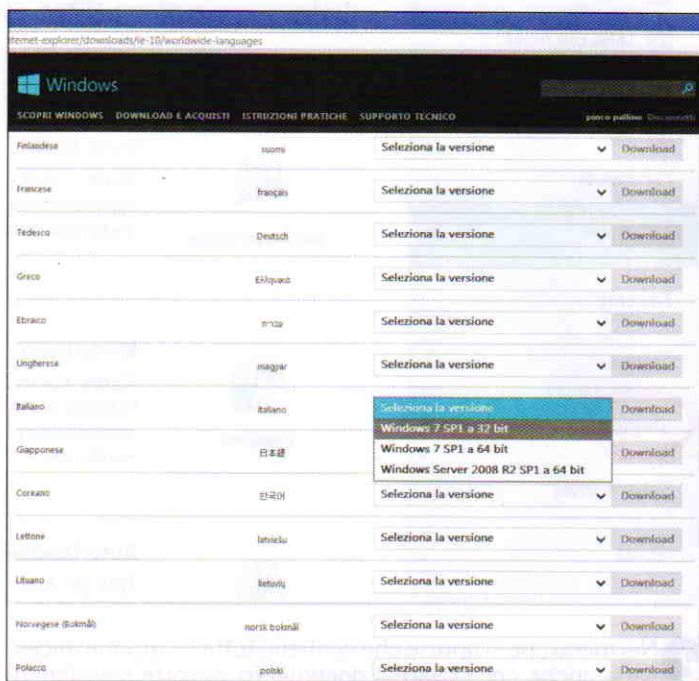 ternet-explorer/downloads/ie-10/worldwide-languages
Windows
SCOPRI WINDOWS DOWNLOAD E ACQUISTI ISTRUZIONI PRATICHE SUPPORTO TECNICO pinco pallino Disconnetti
Finlandese suomi Seleziona la versione Download
Francese français Seleziona la versione Download
Tedesco Deutsch Seleziona la versione Download
Greco Ελληνικά Seleziona la versione Download
Ebraico עברית Seleziona la versione Download
Ungherese magyar Seleziona la versione Download
Italiano italiano Seleziona la versione Download
Windows 7 SP1 a 32 bit
Giapponese 日本語 Windows 7 SP1 a 64 bit Download
Windows Server 2008 R2 SP1 a 64 bit
Coreano 한국어 Seleziona la versione Download
Lettone latviešu Seleziona la versione Download
Lituano lietuvių Seleziona la versione Download
Norvegese (Bokmål) norsk bokmål Seleziona la versione Download
Polacco polski Seleziona la versione Download